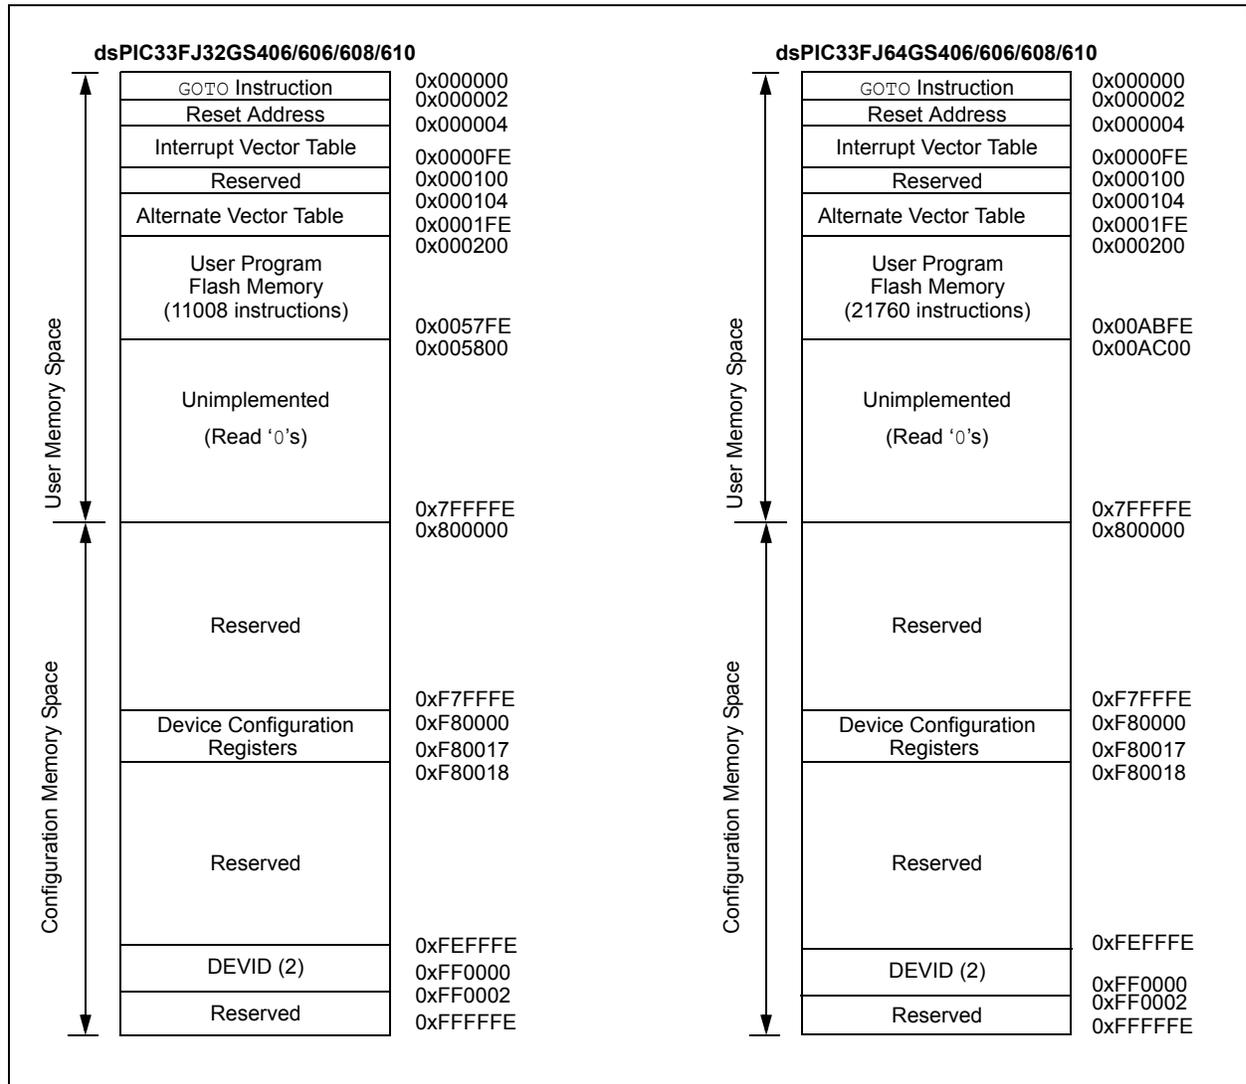 dsPIC33FJ32GS406/606/608/610
GOTO Instruction
0x000000
0x000002
Reset Address
0x000004
Interrupt Vector Table
0x0000FE
Reserved
0x000100
0x000104
Alternate Vector Table
0x0001FE
0x000200
User Program
Flash Memory
(11008 instructions)
0x0057FE
0x005800
Unimplemented
(Read ‘0’s)
0x7FFFFE
0x800000
Reserved
0xF7FFFE
Device Configuration
Registers
0xF80000
0xF80017
0xF80018
Reserved
0xFEFFFE
DEVID (2)
0xFF0000
0xFF0002
Reserved
0xFFFFFE
User Memory Space
Configuration Memory Space
dsPIC33FJ64GS406/606/608/610
GOTO Instruction
0x000000
0x000002
Reset Address
0x000004
Interrupt Vector Table
0x0000FE
Reserved
0x000100
0x000104
Alternate Vector Table
0x0001FE
0x000200
User Program
Flash Memory
(21760 instructions)
0x00ABFE
0x00AC00
Unimplemented
(Read ‘0’s)
0x7FFFFE
0x800000
Reserved
0xF7FFFE
Device Configuration
Registers
0xF80000
0xF80017
0xF80018
Reserved
0xFEFFFE
DEVID (2)
0xFF0000
0xFF0002
Reserved
0xFFFFFE
User Memory Space
Configuration Memory Space